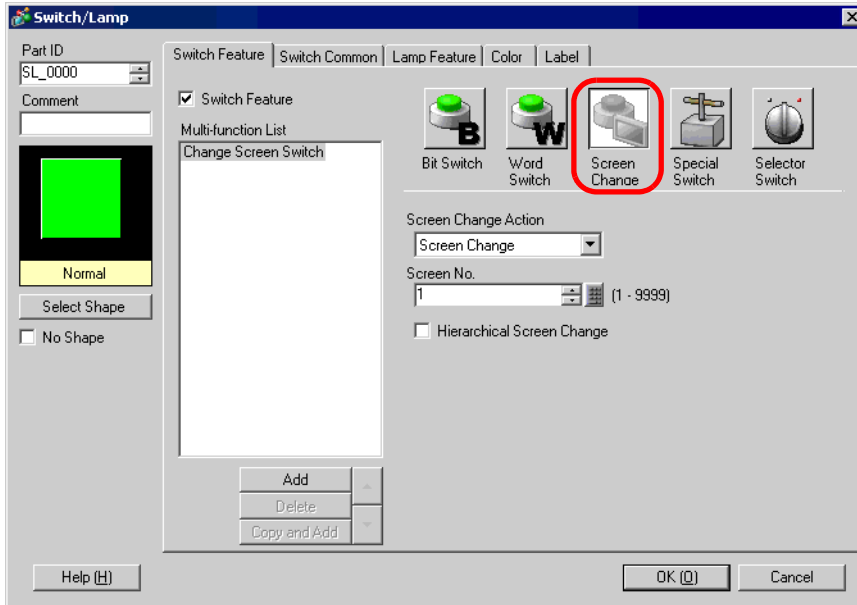 Switch/Lamp
Part ID
SL_0000
Comment
Normal
Select Shape
No Shape
Switch Feature
Switch Common
Lamp Feature
Color
Label
Switch Feature
Multi-function List
Change Screen Switch
Add
Delete
Copy and Add
B
Bit Switch
W
Word
Switch
Screen
Change
Special
Switch
Selector
Switch
Screen Change Action
Screen Change
Screen No.
1
(1 - 9999)
Hierarchical Screen Change
Help (H)
OK (O)
Cancel